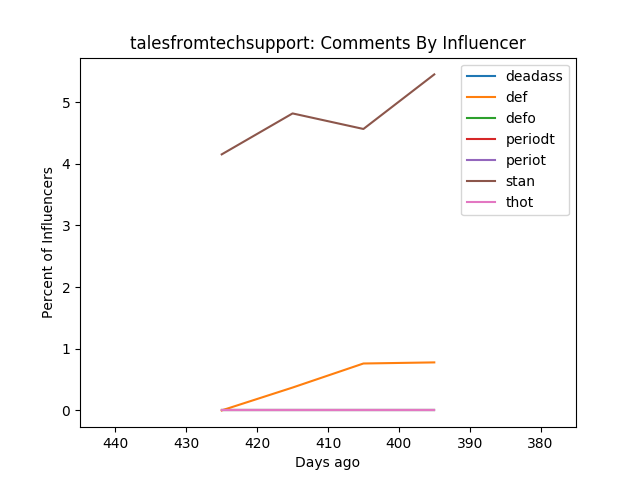 talesfromtechsupport: Comments By Influencer
deadass
def
defo
periodt
periot
stan
thot
Percent of Influencers
5
4
3
2
1
0
440 430 420 410 400 390 380
Days ago